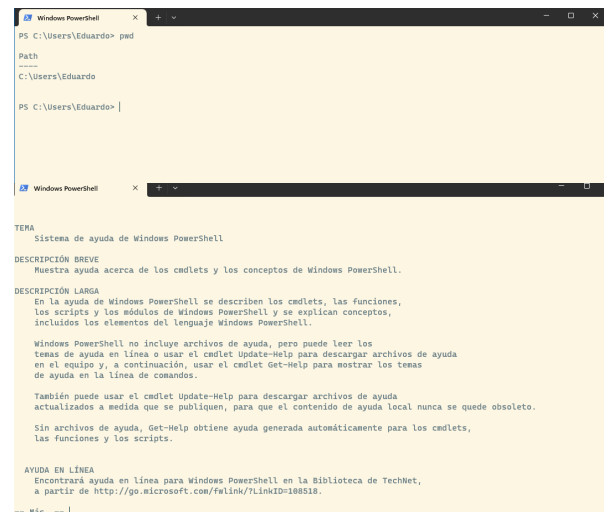 Windows PowerShell
PS C:\Users\Eduardo> pwd
Path
----
C:\Users\Eduardo
PS C:\Users\Eduardo>
Windows PowerShell
TEMA
Sistema de ayuda de Windows PowerShell
DESCRIPCIÓN BREVE
Muestra ayuda acerca de los cmdlets y los conceptos de Windows PowerShell.
DESCRIPCIÓN LARGA
En la ayuda de Windows PowerShell se describen los cmdlets, las funciones,
los scripts y los módulos de Windows PowerShell y se explican conceptos,
incluidos los elementos del lenguaje Windows PowerShell.
Windows PowerShell no incluye archivos de ayuda, pero puede leer los
temas de ayuda en línea o usar el cmdlet Update-Help para descargar archivos de ayuda
en el equipo y, a continuación, usar el cmdlet Get-Help para mostrar los temas
de ayuda en la línea de comandos.
También puede usar el cmdlet Update-Help para descargar archivos de ayuda
actualizados a medida que se publiquen, para que el contenido de ayuda local nunca se quede obsoleto.
Sin archivos de ayuda, Get-Help obtiene ayuda generada automáticamente para los cmdlets,
las funciones y los scripts.
AYUDA EN LÍNEA
Encontrará ayuda en línea para Windows PowerShell en la Biblioteca de TechNet,
a partir de http://go.microsoft.com/fwlink/?LinkID=108518.
-- Más --